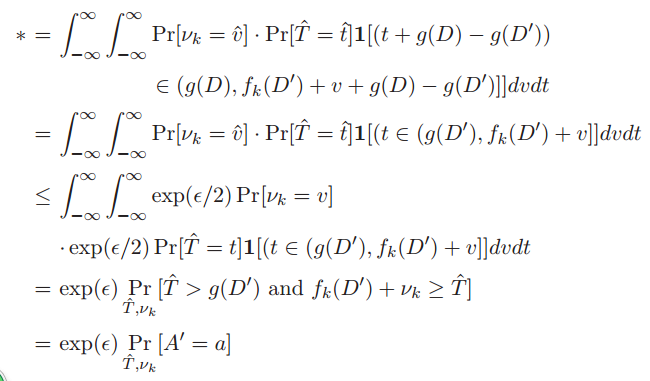 * = ∫_{-∞}^{∞} ∫_{-∞}^{∞} Pr[ν_k = v̂] · Pr[T̂ = t̂]𝟏[(t + g(D) − g(D′))
∈ (g(D), f_k(D′) + v + g(D) − g(D′)]]dvdt
= ∫_{-∞}^{∞} ∫_{-∞}^{∞} Pr[ν_k = v̂] · Pr[T̂ = t̂]𝟏[(t ∈ (g(D′), f_k(D′) + v]]dvdt
≤ ∫_{-∞}^{∞} ∫_{-∞}^{∞} exp(ϵ/2) Pr[ν_k = v]
· exp(ϵ/2) Pr[T̂ = t]𝟏[(t ∈ (g(D′), f_k(D′) + v]]dvdt
= exp(ϵ) Pr_{T̂,ν_k} [T̂ > g(D′) and f_k(D′) + ν_k ≥ T̂]
= exp(ϵ) Pr_{T̂,ν_k} [A′ = a]